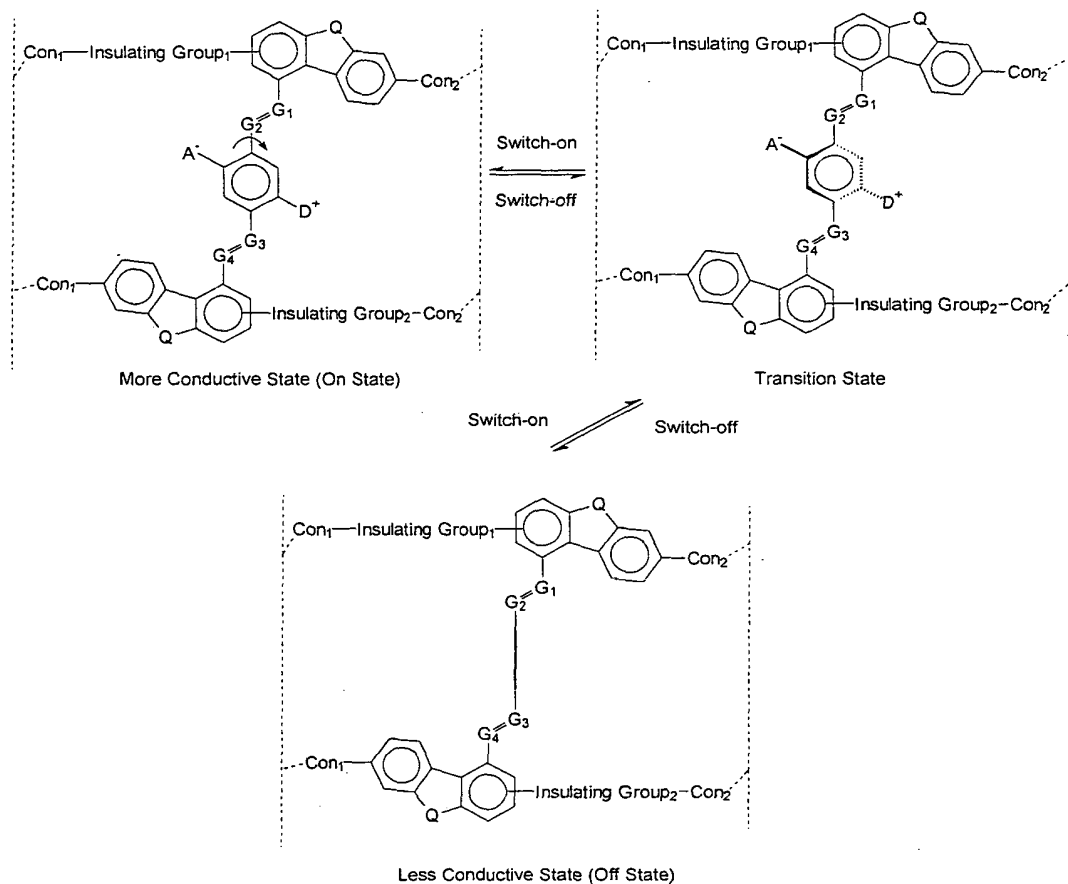 Q
Con₁—Insulating Group₁
Con₂
G₂ G₁
A⁻
D⁺
G₄ G₃
Con₁
Insulating Group₂–Con₂
Q
More Conductive State (On State)
Switch-on
Switch-off
Q
Con₁—Insulating Group₁
Con₂
G₂ G₁
A⁻
D⁺
G₄ G₃
Con₁
Insulating Group₂–Con₂
Q
Transition State
Switch-on
Switch-off
Q
Con₁—Insulating Group₁
Con₂
G₂ G₁
G₄ G₃
Con₁
Insulating Group₂–Con₂
Q
Less Conductive State (Off State)